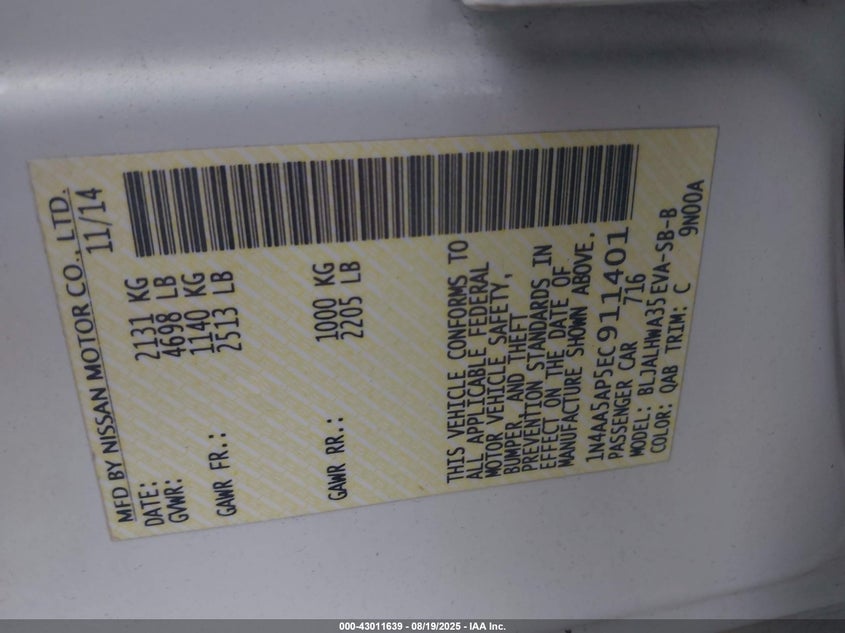 MFD BY NISSAN MOTOR CO., LTD.
DATE: 11/14
GVWR: 2131 KG
4698 LB
GAWR FR.: 1140 KG
2513 LB
GAWR RR.: 1000 KG
2205 LB
THIS VEHICLE CONFORMS TO
ALL APPLICABLE FEDERAL
MOTOR VEHICLE SAFETY,
BUMPER, AND THEFT
PREVENTION STANDARDS IN
EFFECT ON THE DATE OF
MANUFACTURE SHOWN ABOVE.
1N4AA5AP5EC911401
PASSENGER CAR 716
MODEL: BLJALHWA35EVA-SB-B
COLOR: QAB TRIM: C 9N00A
000-43011639 - 08/19/2025 - IAA Inc.